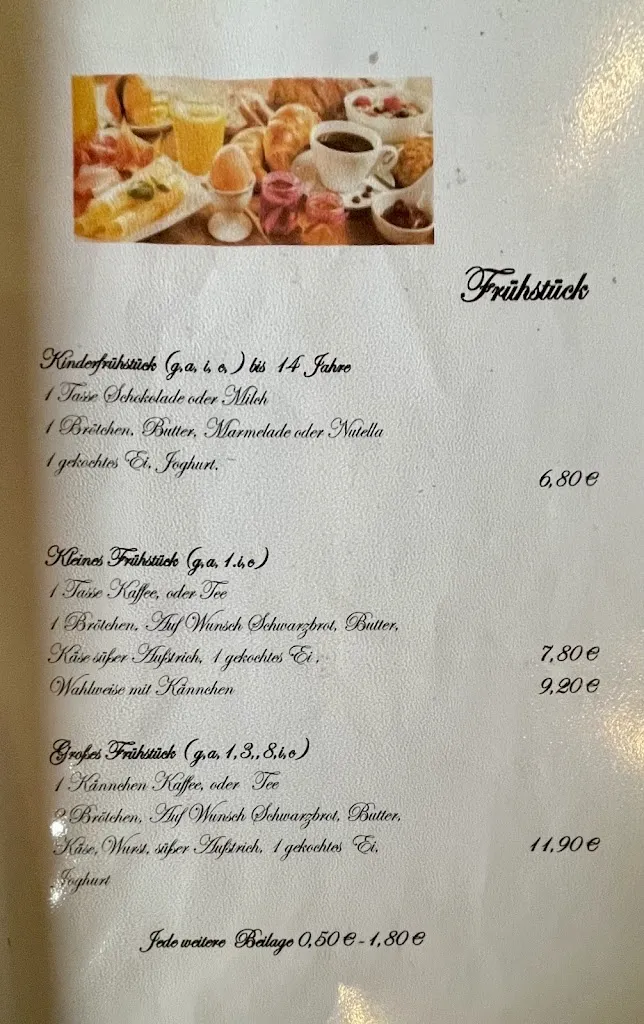 Frühstück
Kinderfrühstück (g,a, i, c, ) bis 14 Jahre
1 Tasse Schokolade oder Milch
1 Brötchen, Butter, Marmelade oder Nutella
1 gekochtes Ei, Joghurt,
6,80 €
Kleines Frühstück (g,a, 1,i,c)
1 Tasse Kaffee, oder Tee
1 Brötchen, Auf Wunsch Schwarzbrot, Butter,
Käse süßer Aufstrich, 1 gekochtes Ei , 7,80 €
Wahlweise mit Kännchen 9,20 €
Großes Frühstück (g,a, 1,3,,8,i,c)
1 Kännchen Kaffee, oder Tee
2 Brötchen, Auf Wunsch Schwarzbrot, Butter,
Käse, Wurst, süßer Aufstrich, 1 gekochtes Ei, 11,90 €
Joghurt
Jede weitere Beilage 0,50 € - 1,80 €